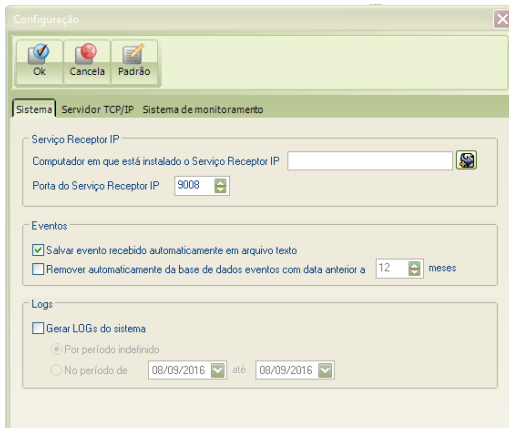 Configuração
Ok Cancela Padrão
Sistema Servidor TCP/IP Sistema de monitoramento
Serviço Receptor IP
Computador em que está instalado o Serviço Receptor IP
Porta do Serviço Receptor IP 9008
Eventos
Salvar evento recebido automaticamente em arquivo texto
Remover automaticamente da base de dados eventos com data anterior a 12 meses
Logs
Gerar LOGs do sistema
Por período indefinido
No período de 08/09/2016 até 08/09/2016